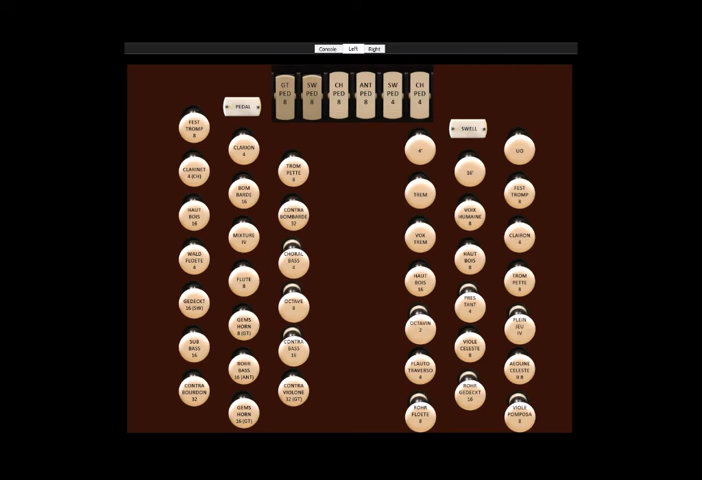 Console Left Right
GT PED 8
SW PED 8
CH PED 8
ANT PED 8
SW PED 4
CH PED 4
PEDAL
FEST TROMP 8
CLARINET 4 (CH)
HAUT BOIS 16
WALD FLOETE 4
GEDECKT 16 (SW)
SUB BASS 16
CONTRA BOURDON 32
CLARION 4
BOM BARDE 16
MIXTURE IV
FLUTE 8
GEMS HORN 8 (GT)
ROHR BASS 16 (ANT)
GEMS HORN 16 (GT)
TROM PETTE 8
CONTRA BOMBARDE 32
CHORAL BASS 4
OCTAVE 8
CONTRA BASS 16
CONTRA VIOLONE 32 (GT)
SWELL
4'
TREM
VOX TREM
HAUT BOIS 16
OCTAVIN 2
FLAUTO TRAVERSO 4
ROHR FLOETE 8
16'
VOIX HUMAINE 8
HAUT BOIS 8
PRES TANT 4
VIOLE CELESTE 8
ROHR GEDECKT 16
UO
FEST TROMP 8
CLAIRON 4
TROM PETTE 8
PLEIN JEU IV
AEOLINE CELESTE II 8
VIOLE POMPOSA 8